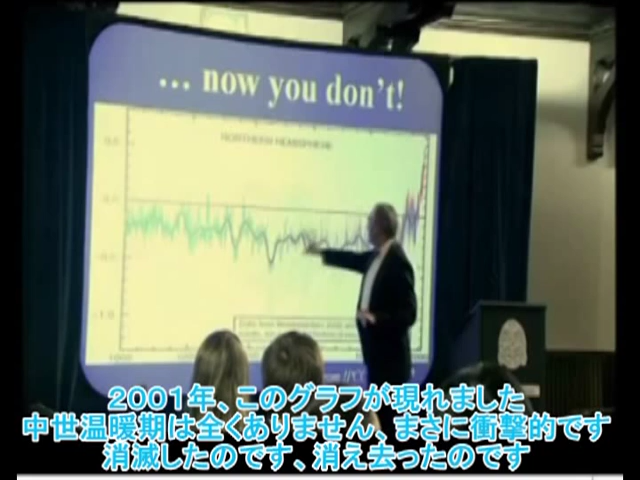 ... now you don't!
NORTHERN HEMISPHERE
２００１年、このグラフが現れました
中世温暖期は全くありません、まさに衝撃的です
消滅したのです、消え去ったのです